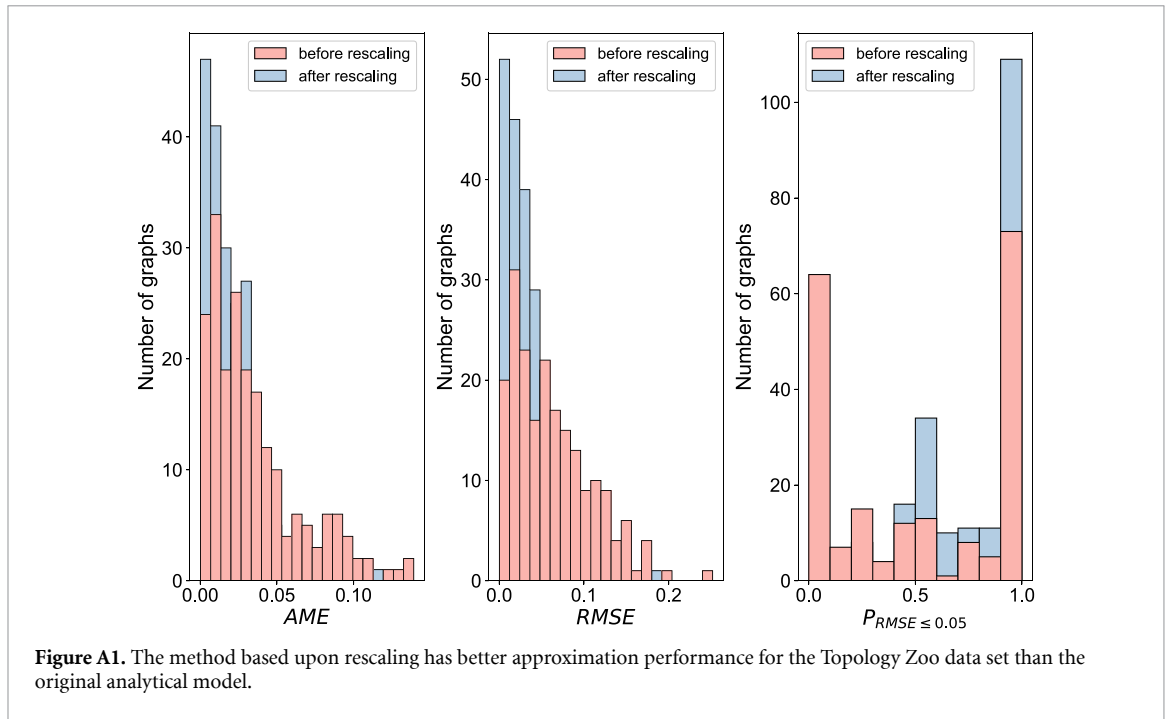 before rescaling
after rescaling
Number of graphs
40
30
20
10
0
0.00 0.05 0.10
AME
before rescaling
after rescaling
Number of graphs
50
40
30
20
10
0
0.0 0.1 0.2
RMSE
before rescaling
after rescaling
Number of graphs
100
80
60
40
20
0
0.0 0.5 1.0
P_{RMSE ≤ 0.05}
Figure A1. The method based upon rescaling has better approximation performance for the Topology Zoo data set than the
original analytical model.